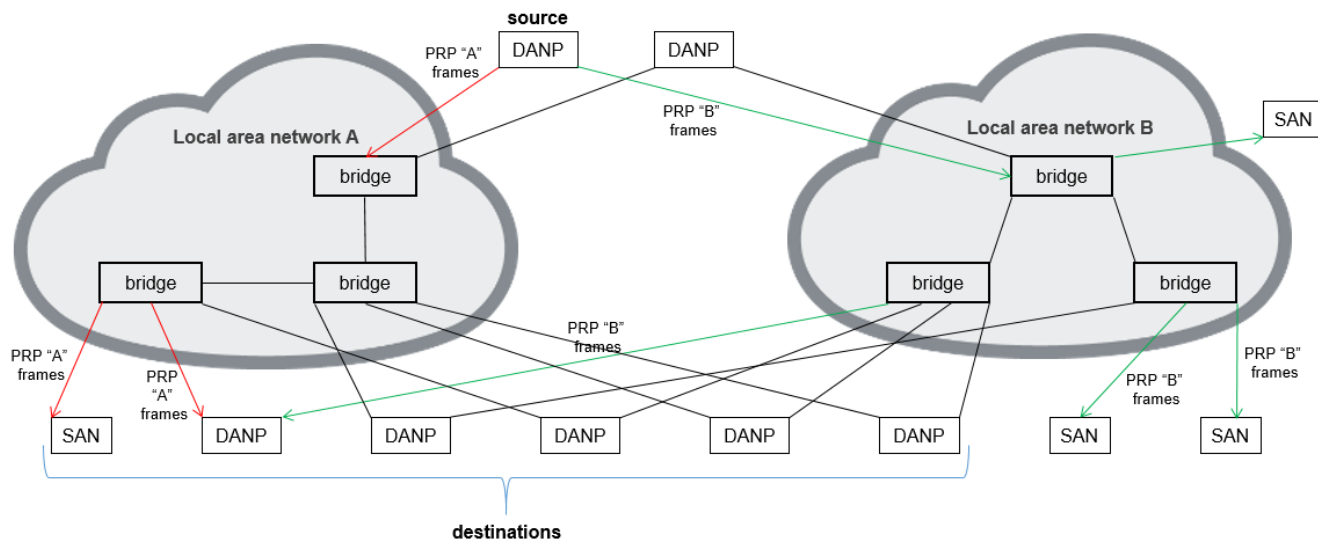 source
PRP “A”
frames
DANP
DANP
PRP “B”
frames
SAN
Local area network A
Local area network B
bridge
bridge
bridge
bridge
bridge
bridge
PRP “A”
frames
PRP
“A”
frames
PRP “B”
frames
PRP “B”
frames
PRP “B”
frames
SAN
DANP
DANP
DANP
DANP
DANP
SAN
SAN
destinations